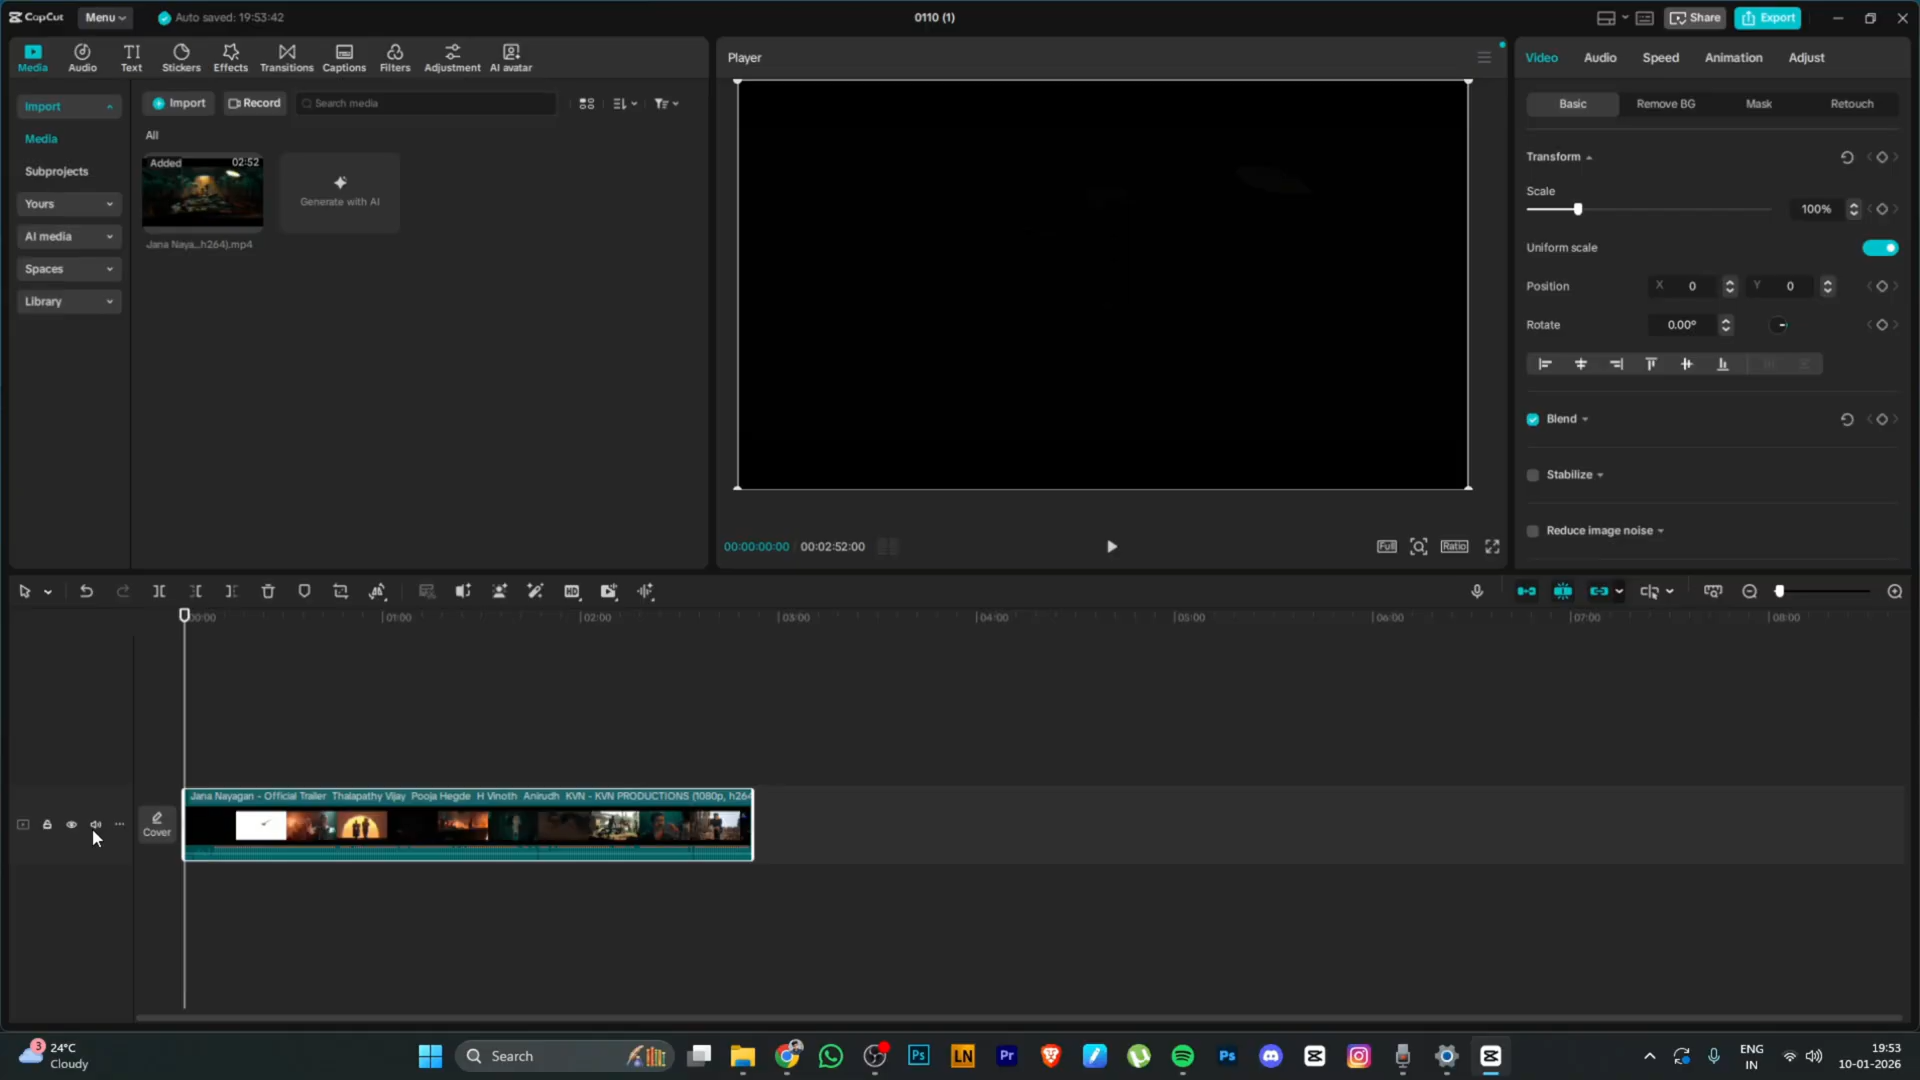 CapCut
Menu
Auto saved: 19:53:42
0110 (1)
Share
Export
Media
Audio
Text
Stickers
Effects
Transitions
Captions
Filters
Adjustment
AI avatar
Import
Media
Subprojects
Yours
AI media
Spaces
Library
Import
Record
Search media
All
Added
02:52
Jana Naya...h264).mp4
Generate with AI
Player
00:00:00:00
00:02:52:00
Full
Ratio
Video
Audio
Speed
Animation
Adjust
Basic
Remove BG
Mask
Retouch
Transform
Scale
100%
Uniform scale
Position
X 0
Y 0
Rotate
0.00°
Blend
Stabilize
Reduce image noise
HD
00:00
01:00
02:00
03:00
04:00
05:00
06:00
07:00
08:00
Cover
Jana Nayagan - Official Trailer Thalapathy Vijay Pooja Hegde H Vinoth Anirudh KVN - KVN PRODUCTIONS (1080p, h264
3
24°C
Cloudy
Search
Ps
LN
Pr
Ps
ENG
IN
19:53
10-01-2026